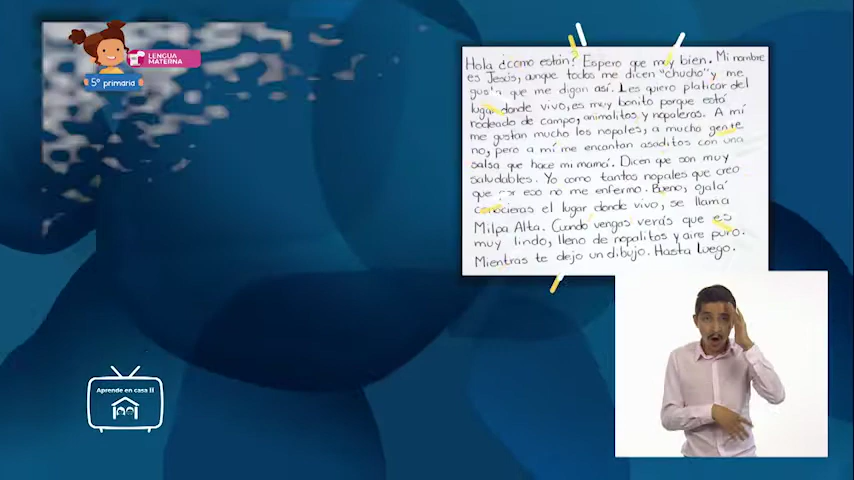 LENGUA
MATERNA
5° primaria
Hola ¿como están? Espero que muy bien. Mi nombre
es Jesús, aunque todos me dicen "chucho" y me
gusta que me digan así. Les quiero platicar del
lugar donde vivo, es muy bonito porque está
rodeado de campo, animalitos y nopaleras. A mí
me gustan mucho los nopales, a mucha gente
no, pero a mí me encantan asaditos con una
salsa que hace mi mamá. Dicen que son muy
saludables. Yo como tantos nopales que creo
que por eso no me enfermo. Bueno, ojalá
conocieras el lugar donde vivo, se llama
Milpa Alta. Cuando vengas verás que es
muy lindo, lleno de nopalitos y aire puro.
Mientras te dejo un dibujo. Hasta luego.
Aprende en casa II